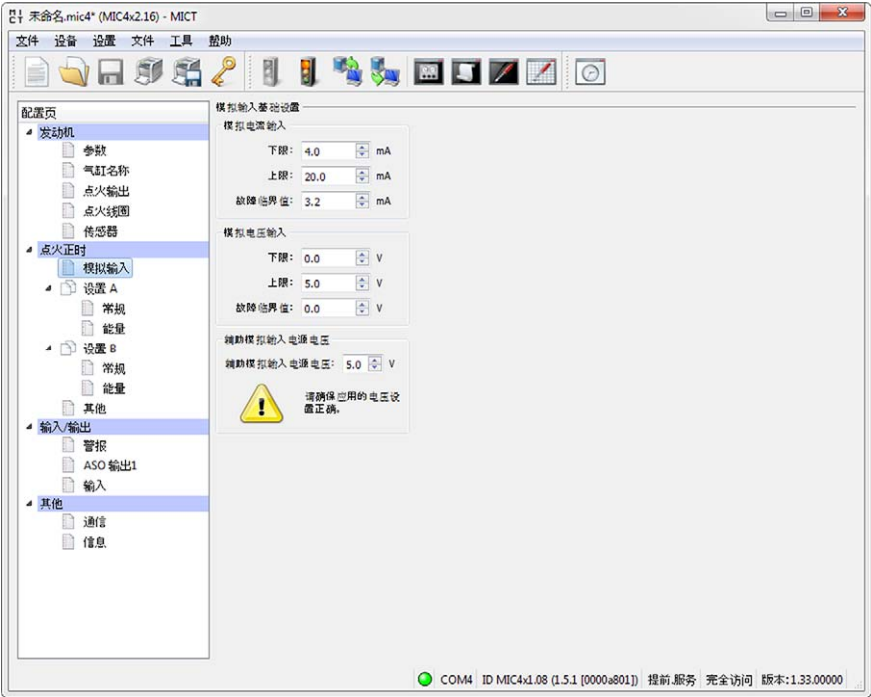 MICT 未命名.mic4* (MIC4x2.16) - MICT
文件 设备 设置 文件 工具 帮助
配置页
发动机
参数
气缸名称
点火输出
点火线圈
传感器
点火正时
模拟输入
设置 A
常规
能量
设置 B
常规
能量
其他
输入/输出
警报
ASO 输出1
输入
其他
通信
信息
模拟输入基础设置
模拟电流输入
下限: 4.0 mA
上限: 20.0 mA
故障临界值: 3.2 mA
模拟电压输入
下限: 0.0 V
上限: 5.0 V
故障临界值: 0.0 V
辅助模拟输入电源电压
辅助模拟输入电源电压: 5.0 V
请确保应用的电压设
置正确。
COM4 ID MIC4x1.08 (1.5.1 [0000a801]) 提前.服务 完全访问 版本:1.33.00000